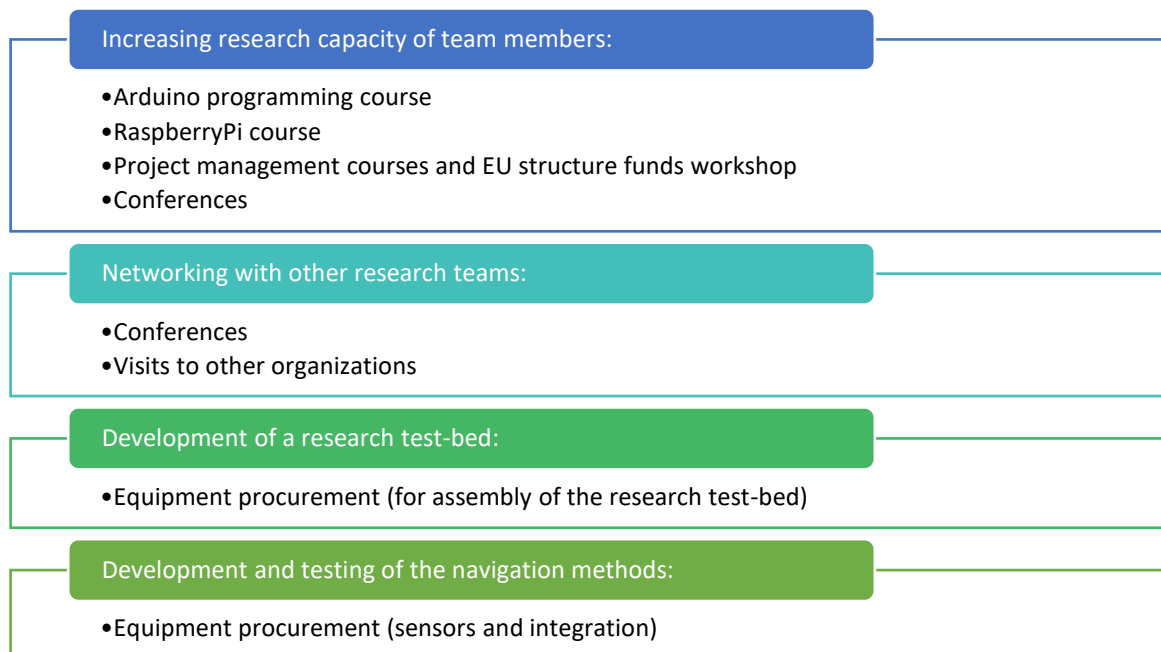 Increasing research capacity of team members:
•Arduino programming course
•RaspberryPi course
•Project management courses and EU structure funds workshop
•Conferences
Networking with other research teams:
•Conferences
•Visits to other organizations
Development of a research test-bed:
•Equipment procurement (for assembly of the research test-bed)
Development and testing of the navigation methods:
•Equipment procurement (sensors and integration)